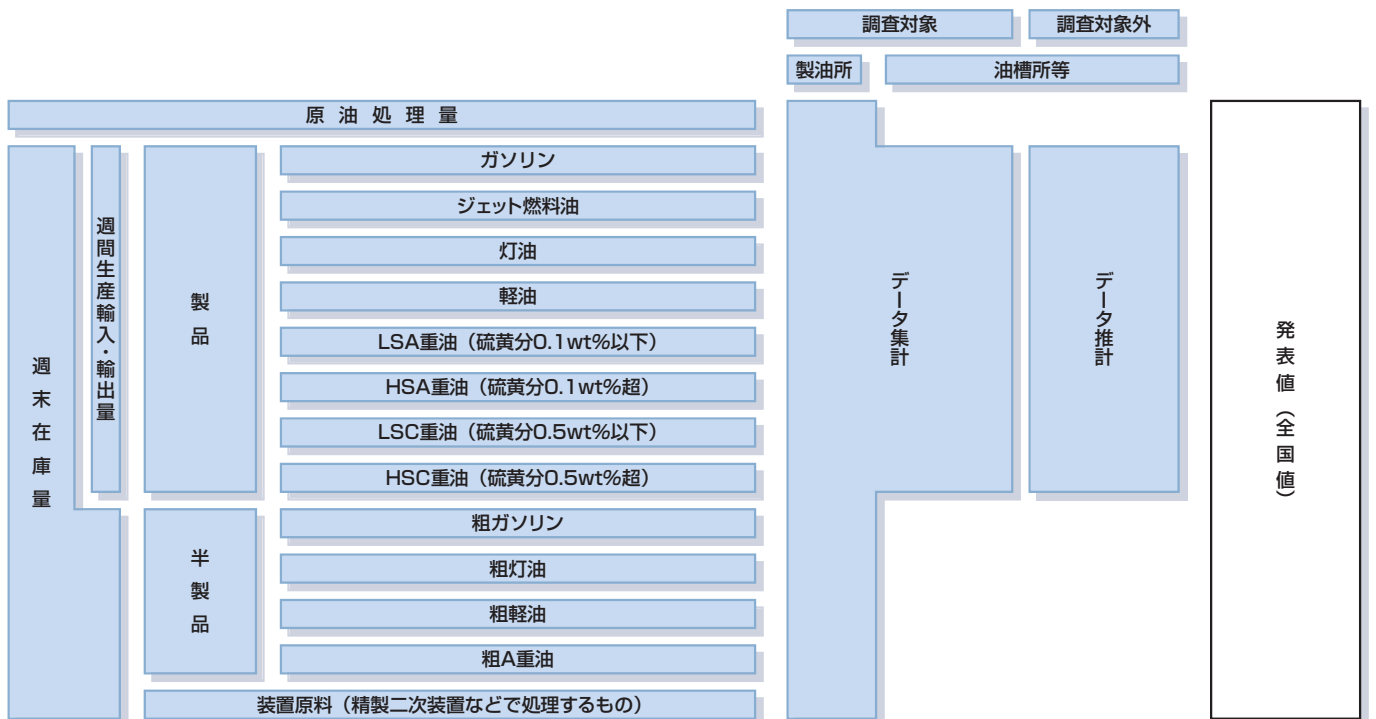 調査対象
調査対象外
製油所
油槽所等
原油処理量
週末在庫量
週間生産輸入・輸出量
製品
ガソリン
ジェット燃料油
灯油
軽油
LSA重油（硫黄分0.1wt%以下）
HSA重油（硫黄分0.1wt%超）
LSC重油（硫黄分0.5wt%以下）
HSC重油（硫黄分0.5wt%超）
半製品
粗ガソリン
粗灯油
粗軽油
粗A重油
装置原料（精製二次装置などで処理するもの）
データ集計
データ推計
発表値（全国値）